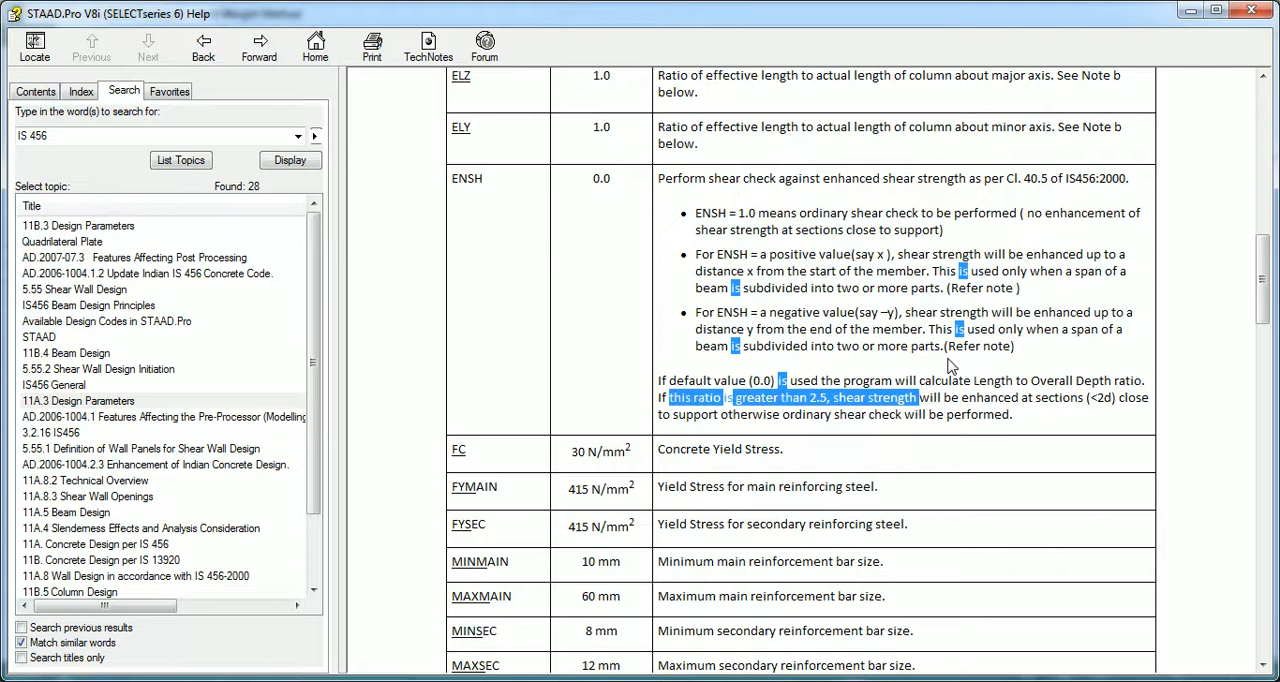 STAAD.Pro V8i (SELECTseries 6) Help
Locate Previous Next Back Forward Home Print TechNotes Forum
Contents Index Search Favorites
Type in the word(s) to search for:
IS 456
List Topics Display
Select topic: Found: 28
Title
11B.3 Design Parameters
Quadrilateral Plate
AD.2007-07.3 Features Affecting Post Processing
AD.2006-1004.1.2 Update Indian IS 456 Concrete Code.
5.55 Shear Wall Design
IS456 Beam Design Principles
Available Design Codes in STAAD.Pro
STAAD
11B.4 Beam Design
5.55.2 Shear Wall Design Initiation
IS456 General
11A.3 Design Parameters
AD.2006-1004.1 Features Affecting the Pre-Processor (Modelling
3.2.16 IS456
5.55.1 Definition of Wall Panels for Shear Wall Design
AD.2006-1004.2.3 Enhancement of Indian Concrete Design.
11A.8.2 Technical Overview
11A.8.3 Shear Wall Openings
11A.5 Beam Design
11A.4 Slenderness Effects and Analysis Consideration
11A. Concrete Design per IS 456
11B. Concrete Design per IS 13920
11A.8 Wall Design in accordance with IS 456-2000
11B.5 Column Design
Search previous results
Match similar words
Search titles only
ELZ 1.0 Ratio of effective length to actual length of column about major axis. See Note b
below.
ELY 1.0 Ratio of effective length to actual length of column about minor axis. See Note b
below.
ENSH 0.0 Perform shear check against enhanced shear strength as per Cl. 40.5 of IS456:2000.
• ENSH = 1.0 means ordinary shear check to be performed ( no enhancement of
shear strength at sections close to support)
• For ENSH = a positive value(say x ), shear strength will be enhanced up to a
distance x from the start of the member. This is used only when a span of a
beam is subdivided into two or more parts. (Refer note )
• For ENSH = a negative value(say –y), shear strength will be enhanced up to a
distance y from the end of the member. This is used only when a span of a
beam is subdivided into two or more parts.(Refer note)
If default value (0.0) is used the program will calculate Length to Overall Depth ratio.
If this ratio is greater than 2.5, shear strength will be enhanced at sections (<2d) close
to support otherwise ordinary shear check will be performed.
FC 30 N/mm2 Concrete Yield Stress.
FYMAIN 415 N/mm2 Yield Stress for main reinforcing steel.
FYSEC 415 N/mm2 Yield Stress for secondary reinforcing steel.
MINMAIN 10 mm Minimum main reinforcement bar size.
MAXMAIN 60 mm Maximum main reinforcement bar size.
MINSEC 8 mm Minimum secondary reinforcement bar size.
MAXSEC 12 mm Maximum secondary reinforcement bar size.